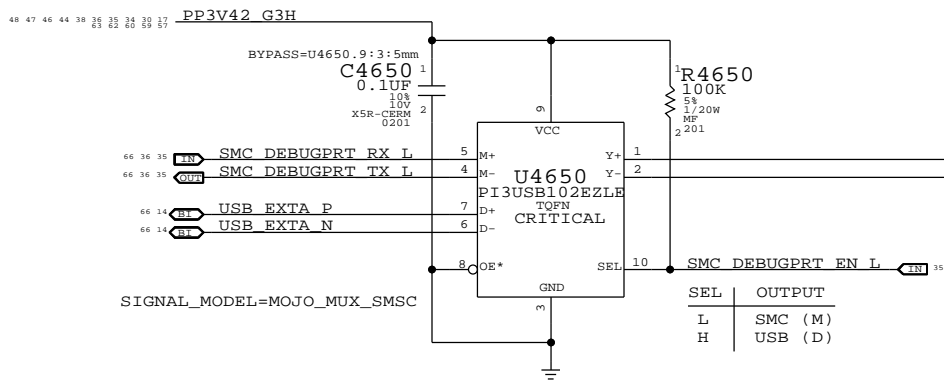 48 47 46 44 38 36 35 34 30 17 PP3V42_G3H
63 62 60 59 57
BYPASS=U4650.9:3:5mm
C4650
1
0.1UF
10%
10V
X5R-CERM
0201
2
1
R4650
100K
5%
1/20W
MF
201
2
9
VCC
66 36 35 IN SMC_DEBUGPRT_RX_L 5 M+ Y+ 1
66 36 35 OUT SMC_DEBUGPRT_TX_L 4 M- Y- 2
U4650
PI3USB102EZLE
TQFN
CRITICAL
66 14 BI USB_EXTA_P 7 D+
66 14 BI USB_EXTA_N 6 D-
8 OE* SEL 10 SMC_DEBUGPRT_EN_L IN 35
GND
3
SIGNAL_MODEL=MOJO_MUX_SMSC
SEL OUTPUT
L SMC (M)
H USB (D)